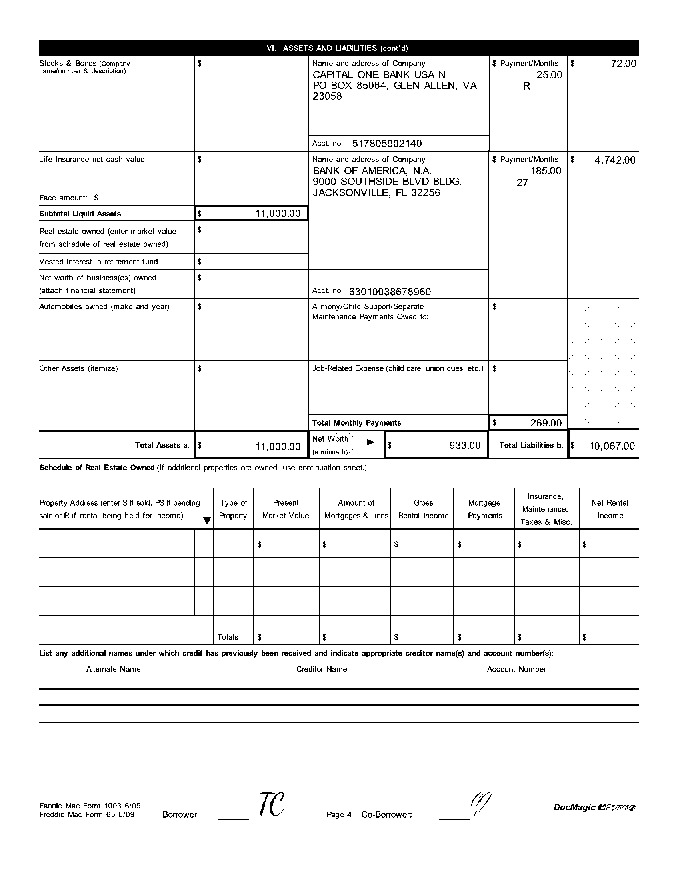 VI. ASSETS AND LIABILITIES (cont'd)
Stocks & Bonds (Company
name/number & description)
$
Name and address of Company
CAPITAL ONE BANK USA N
PO BOX 85064, GLEN ALLEN, VA
23058
$ Payment/Months
25.00
R
$ 72.00
Acct. no. 517805902140
Life Insurance net cash value
Face amount: $
$
Name and address of Company
BANK OF AMERICA, N.A.
9000 SOUTHSIDE BLVD BLDG.
JACKSONVILLE, FL 32256
$ Payment/Months
185.00
27
$ 4,742.00
Subtotal Liquid Assets $ 11,000.00
Real estate owned (enter market value
from schedule of real estate owned)
$
Vested interest in retirement fund $
Net worth of business(es) owned
(attach financial statement)
$
Acct. no.
Automobiles owned (make and year) $
Alimony/Child Support/Separate
Maintenance Payments Owed to:
$
Other Assets (itemize) $
Job-Related Expense (child care, union dues, etc.) $
Total Monthly Payments $ 269.00
Total Assets a. $ 11,000.00
Net Worth
(a minus b) ► $ 933.00
Total Liabilities b. $ 10,067.00
Schedule of Real Estate Owned (If additional properties are owned, use continuation sheet.)
Property Address (enter S if sold, PS if pending
sale or R if rental being held for income) ▼
Type of
Property
Present
Market Value
Amount of
Mortgages & Liens
Gross
Rental Income
Mortgage
Payments
Insurance,
Maintenance,
Taxes & Misc.
Net Rental
Income
$ $ $ $ $ $
Totals $ $ $ $ $ $
List any additional names under which credit has previously been received and indicate appropriate creditor name(s) and account number(s):
Alternate Name Creditor Name Account Number
Fannie Mae Form 1003
Freddie Mac Form 65
Borrower TC
Page 4
Co-Borrower
DocMagic